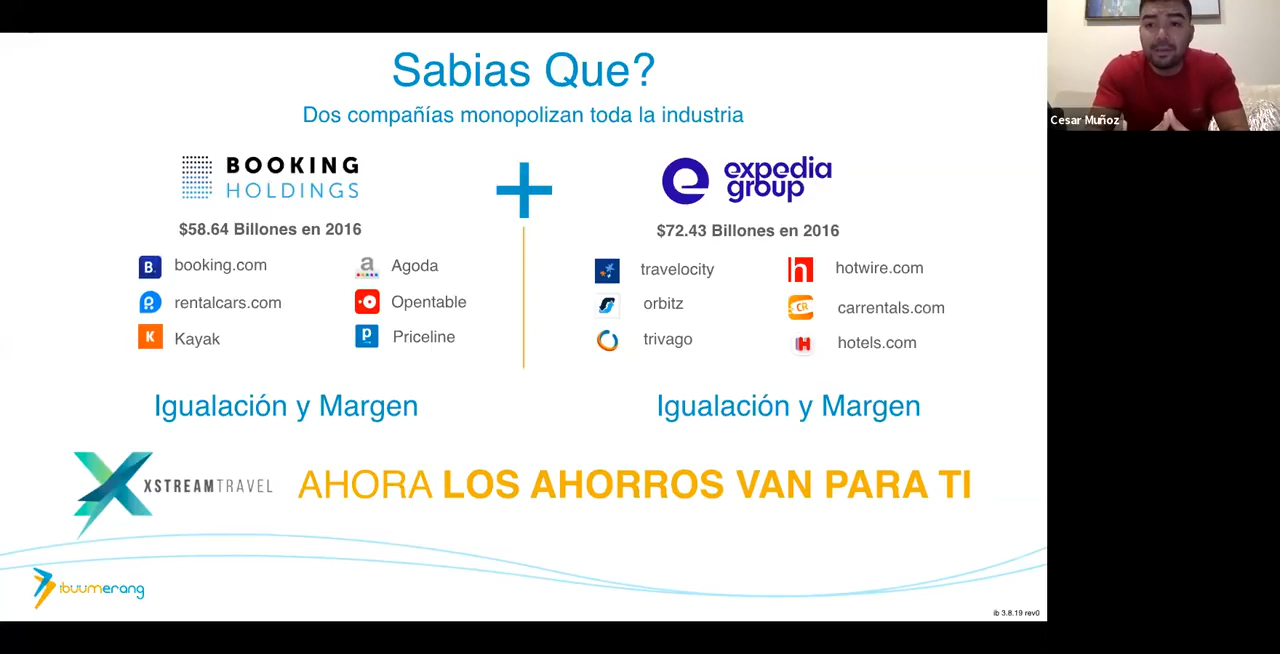 Sabias Que?
Dos compañías monopolizan toda la industria
BOOKING
HOLDINGS
expedia
group
$58.64 Billones en 2016
$72.43 Billones en 2016
B.
booking.com
a
Agoda
travelocity
h
hotwire.com
R
rentalcars.com
Opentable
orbitz
CR
carrentals.com
K
Kayak
p
Priceline
trivago
H
hotels.com
Igualación y Margen
Igualación y Margen
XSTREAMTRAVEL
AHORA LOS AHORROS VAN PARA TI
ibuumerang
ib 3.8.19 rev0
Cesar Muñoz